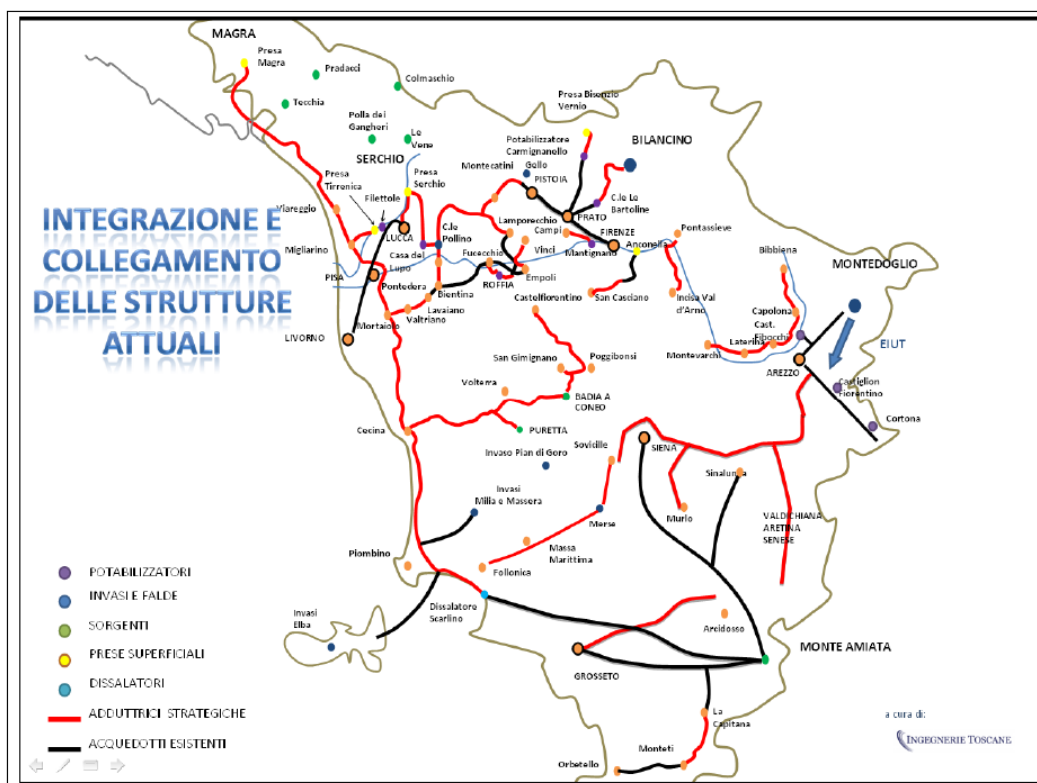 MAGRA
Presa
Magra
Pradacci
Colmaschio
Tecchia
Polla dei
Gangheri
Le
Vene
SERCHIO
Presa
Tirrenica
Filettole
Presa
Serchio
Presa Bisenzio
Vernio
Potabilizzatore
Carmignanello
Gello
BILANCINO
Montecatini
PISTOIA
C.le Le
Bartoline
PRATO
Lamporecchio
Campi
FIRENZE
Pontassieve
Viareggio
INTEGRAZIONE E
COLLEGAMENTO
DELLE STRUTTURE
ATTUALI
LUCCA
C.le
Pollino
Migliarino
Casa del
Lupo
Fucecchio
Vinci
Mantignano
Anconella
Bibbiena
MONTEDOGLIO
PISA
Pontedera
Bientina
ROFFIA
Empoli
San Casciano
Incisa Val
d'Arno
Castelfiorentino
Lavaiano
Valtriano
Mortaiolo
LIVORNO
Capolona
Cast.
Fibocchi
Laterina
Montevarchi
EIUT
AREZZO
San Gimignano
Poggibonsi
Volterra
Castiglion
Fiorentino
BADIA A
CONEO
Cortona
Cecina
PURETTA
Sovicille
SIENA
Invaso Pian di Goro
Sinalunga
Invasi
Milia e Massera
Merse
Murlo
VALDICHIANA
ARETINA
SENESE
Massa
Marittima
Piombino
Follonica
POTABILIZZATORI
INVASI E FALDE
SORGENTI
PRESE SUPERFICIALI
DISSALATORI
ADDUTTRICI STRATEGICHE
ACQUEDOTTI ESISTENTI
Invasi
Elba
Dissalatore
Scarlino
Arcidosso
MONTE AMIATA
GROSSETO
La
Capitana
Monteti
Orbetello
a cura di:
INGEGNERIE TOSCANE